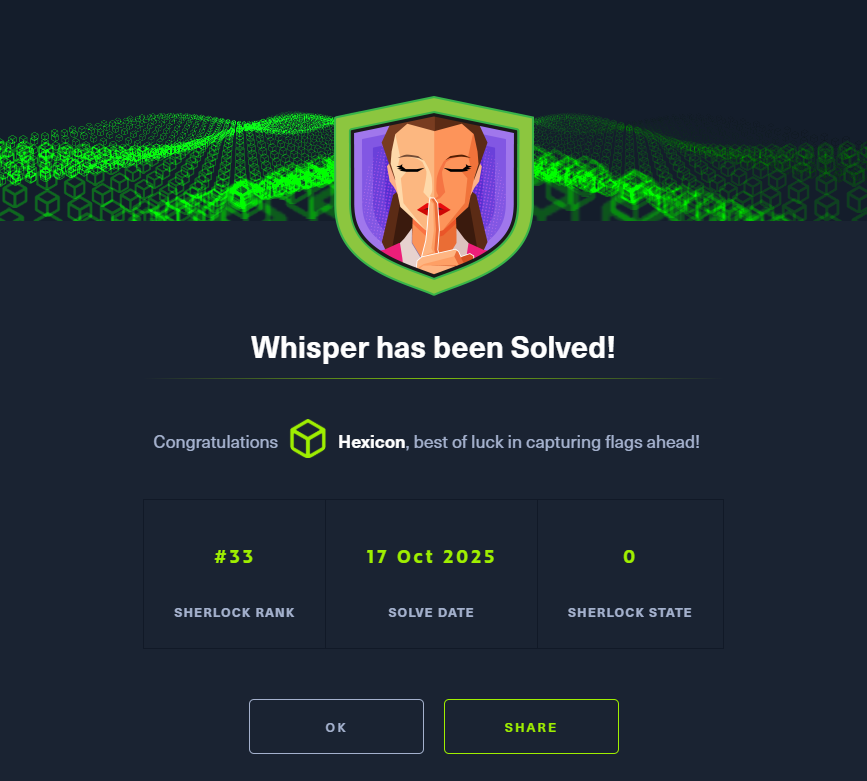 Whisper has been Solved!
Congratulations Hexicon, best of luck in capturing flags ahead!
#33 17 Oct 2025 0
SHERLOCK RANK SOLVE DATE SHERLOCK STATE
OK SHARE